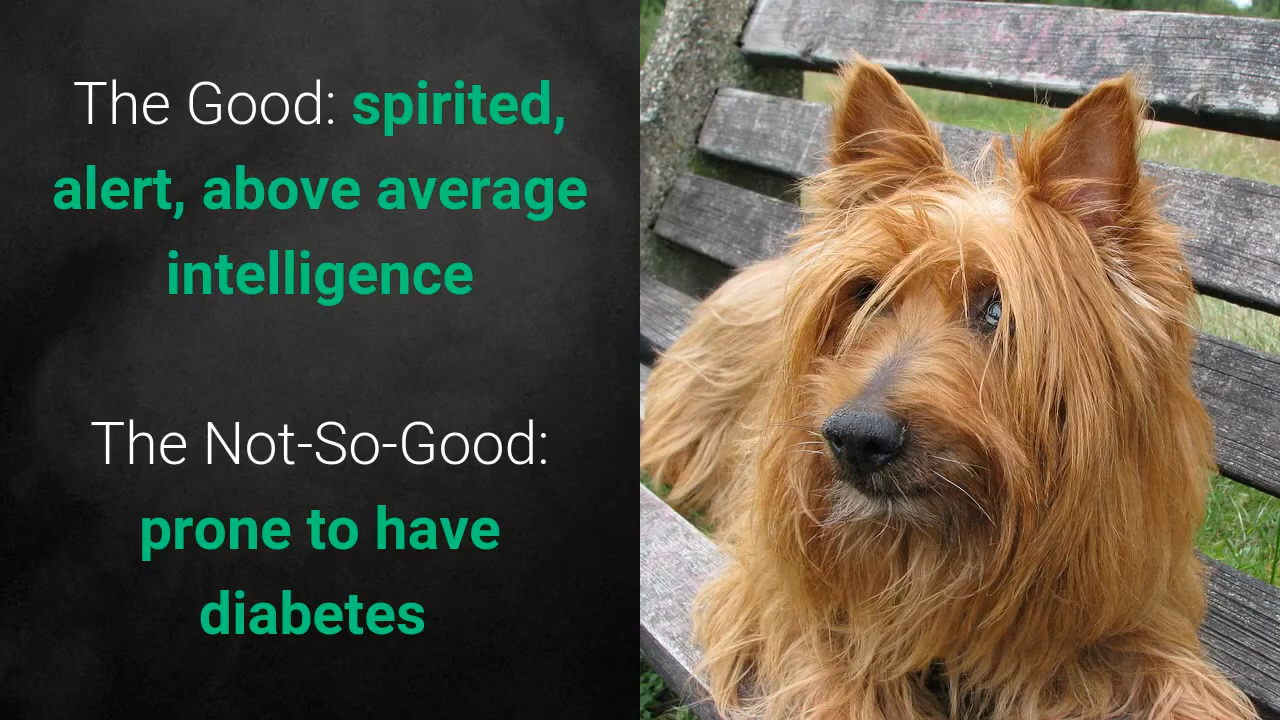 The Good: spirited,
alert, above average
intelligence
The Not-So-Good:
prone to have
diabetes